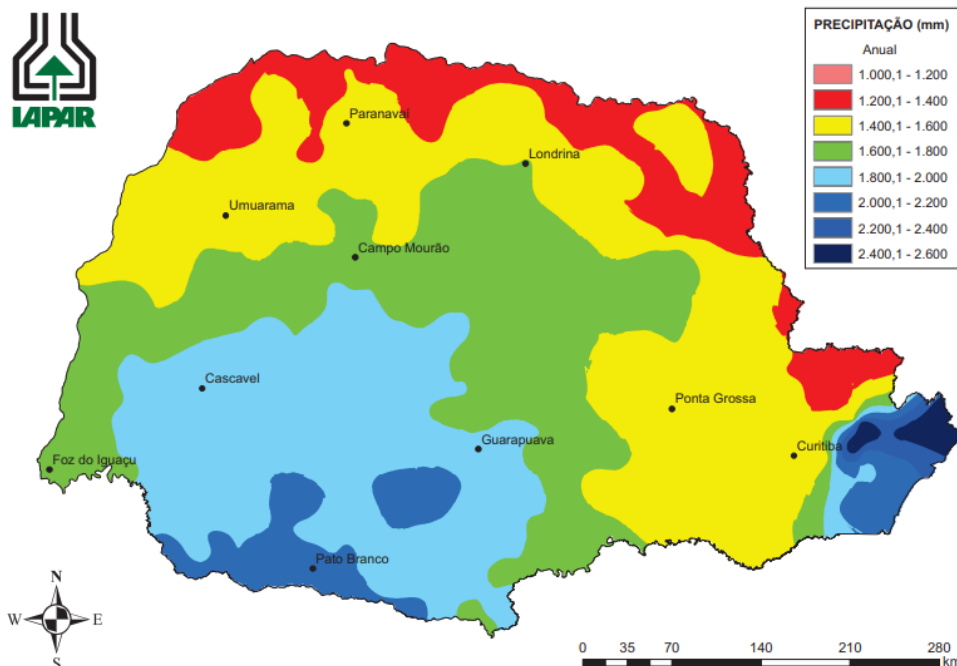 IAPAR
PRECIPITAÇÃO (mm)
Anual
1.000,1 - 1.200
1.200,1 - 1.400
1.400,1 - 1.600
1.600,1 - 1.800
1.800,1 - 2.000
2.000,1 - 2.200
2.200,1 - 2.400
2.400,1 - 2.600
Paranavaí
Londrina
Umuarama
Campo Mourão
Cascavel
Ponta Grossa
Guarapuava
Curitiba
Foz do Iguaçu
Pato Branco
N
W E
S
0 35 70 140 210 280
km